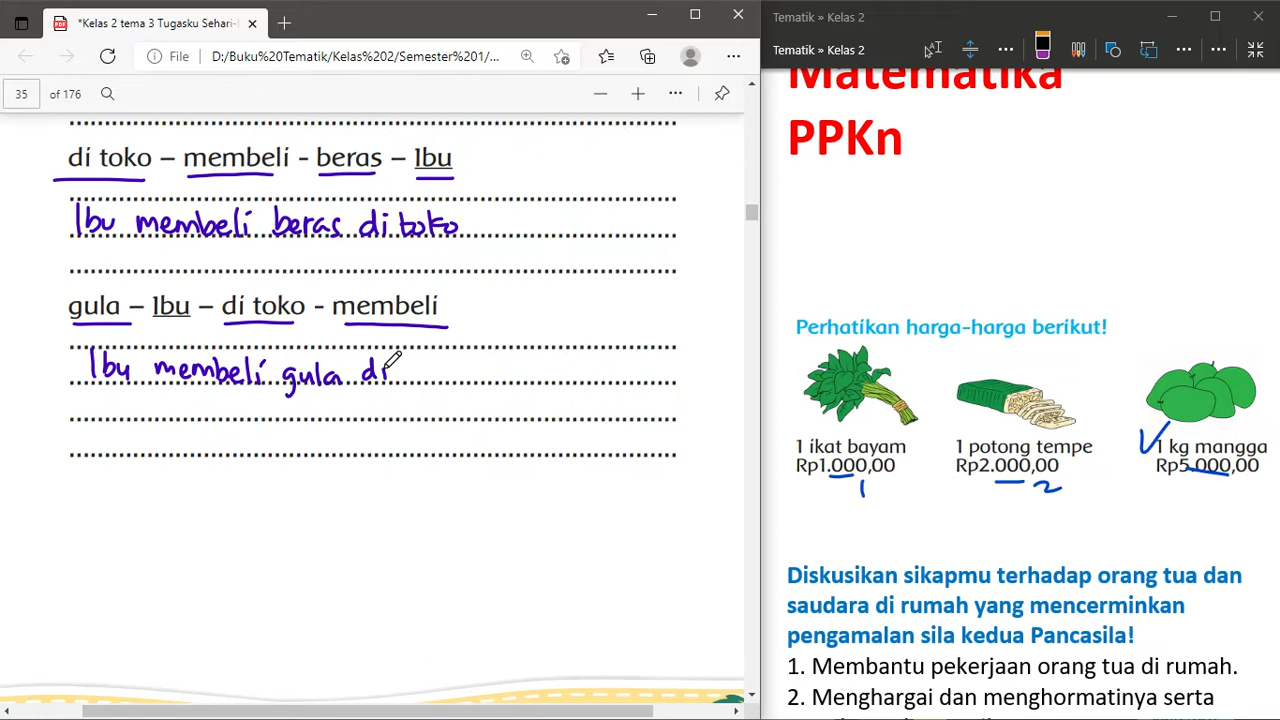 *Kelas 2 tema 3 Tugasku Sehari-
File
D:/Buku%20Tematik/Kelas%202/Semester%201/...
35
of 176
di toko – membeli - beras – Ibu
Ibu membeli beras di toko
gula – Ibu – di toko - membeli
Ibu membeli gula di
Tematik » Kelas 2
Tematik » Kelas 2
Matematika
PPKn
Perhatikan harga-harga berikut!
1 ikat bayam
Rp1.000,00
1
1 potong tempe
Rp2.000,00
2
1 kg mangga
Rp5.000,00
Diskusikan sikapmu terhadap orang tua dan
saudara di rumah yang mencerminkan
pengamalan sila kedua Pancasila!
1. Membantu pekerjaan orang tua di rumah.
2. Menghargai dan menghormatinya serta